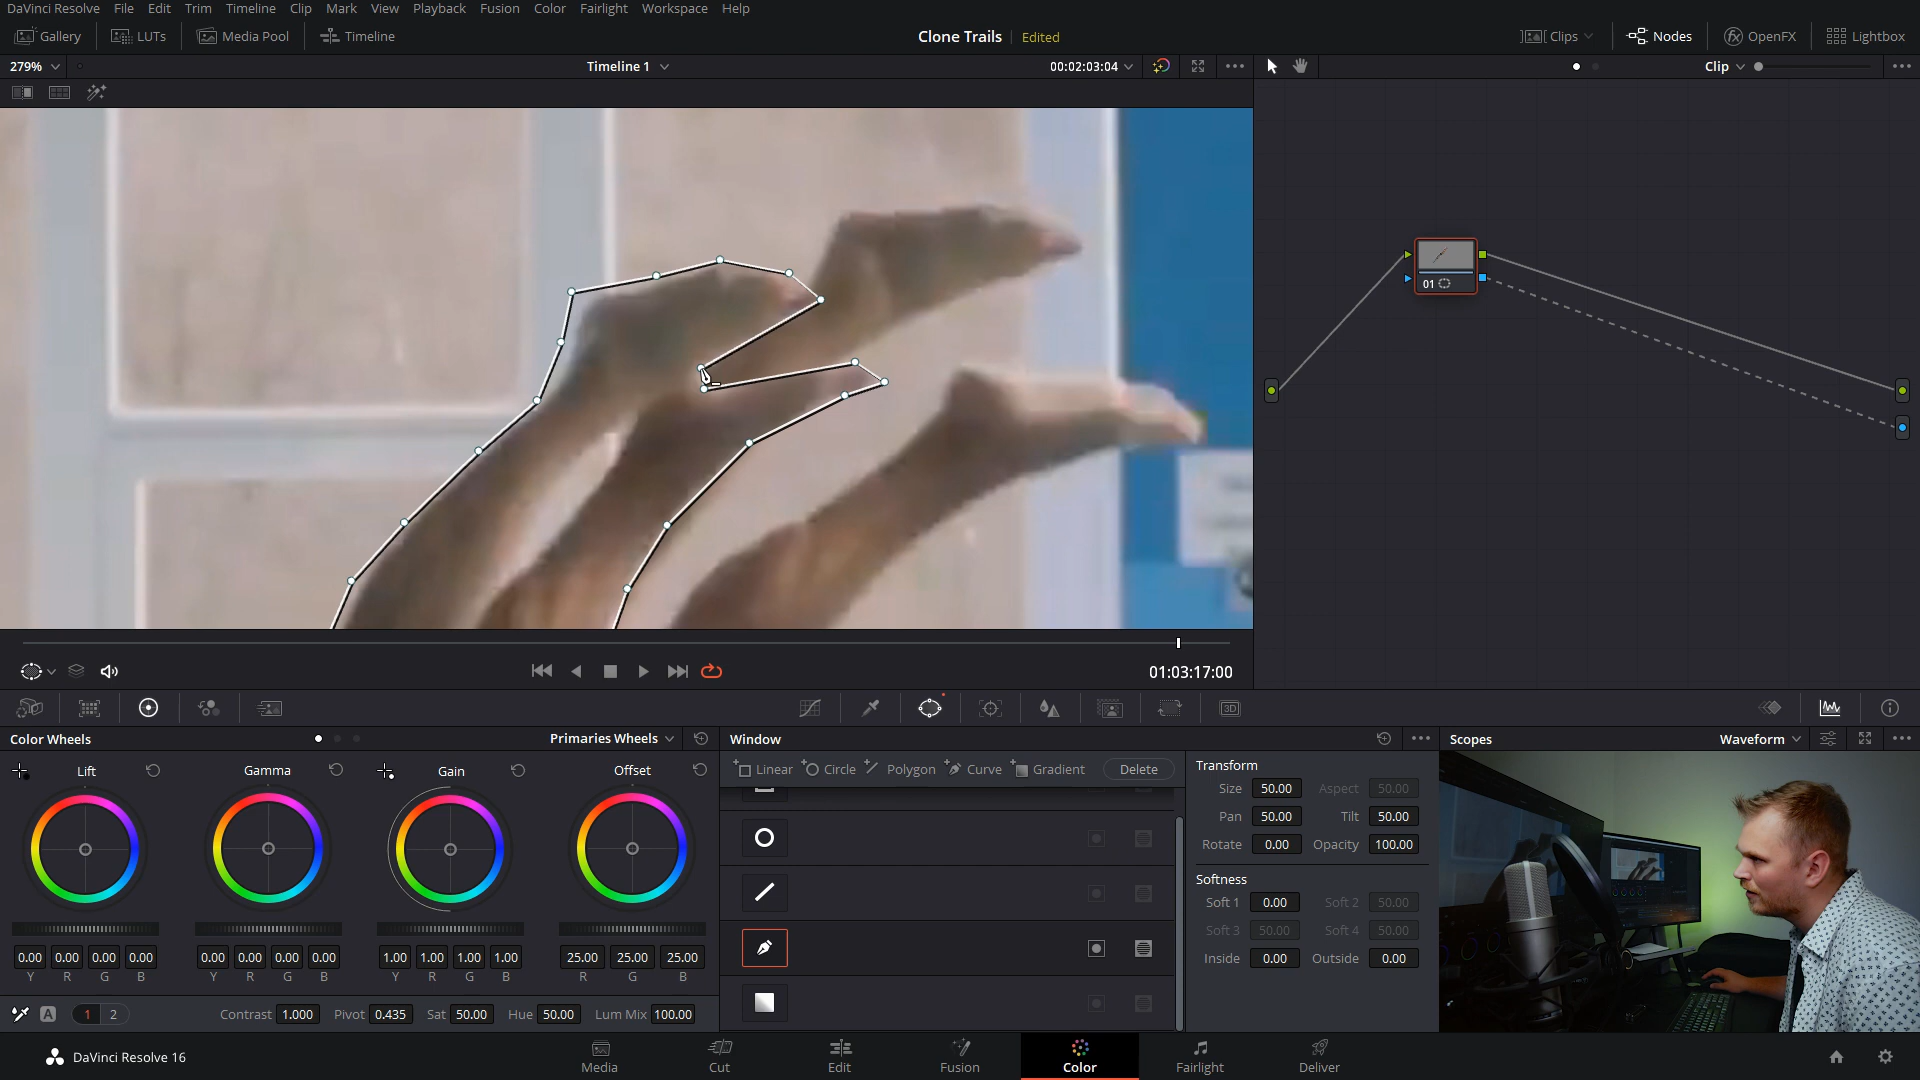 DaVinci Resolve File Edit Trim Timeline Clip Mark View Playback Fusion Color Fairlight Workspace Help
Gallery LUTs Media Pool Timeline Clone Trails Edited Clips Nodes OpenFX Lightbox
279% Timeline 1 00:02:03:04 Clip
01
01:03:17:00
Color Wheels Primaries Wheels Window Scopes Waveform
Lift Gamma Gain Offset
Linear Circle Polygon Curve Gradient Delete
Transform
Size 50.00 Aspect 50.00
Pan 50.00 Tilt 50.00
Rotate 0.00 Opacity 100.00
Softness
Soft 1 0.00 Soft 2 50.00
Soft 3 50.00 Soft 4 50.00
Inside 0.00 Outside 0.00
0.00 0.00 0.00 0.00 0.00 0.00 0.00 0.00 1.00 1.00 1.00 1.00 25.00 25.00 25.00
Y R G B Y R G B Y R G B R G B
A 1 2 Contrast 1.000 Pivot 0.435 Sat 50.00 Hue 50.00 Lum Mix 100.00
3D
DaVinci Resolve 16 Media Cut Edit Fusion Color Fairlight Deliver